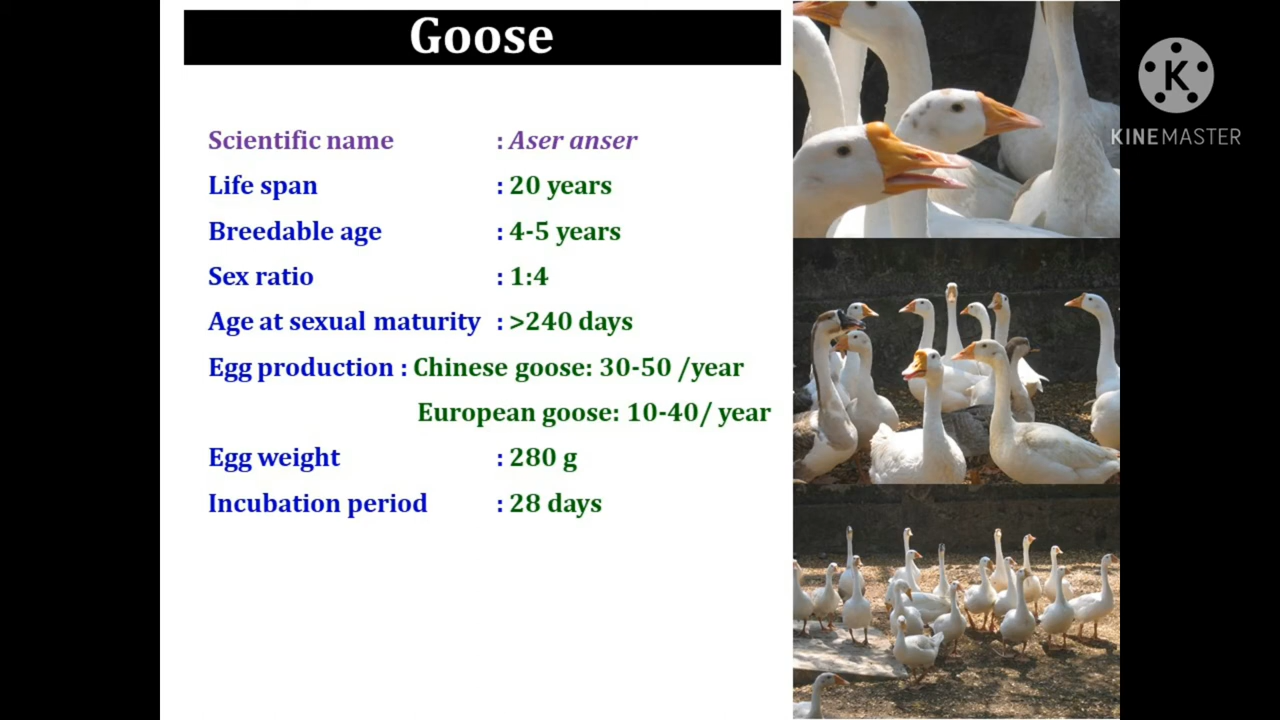 Goose
Scientific name : Aser anser
Life span : 20 years
Breedable age : 4-5 years
Sex ratio : 1:4
Age at sexual maturity : >240 days
Egg production : Chinese goose: 30-50 /year
European goose: 10-40/ year
Egg weight : 280 g
Incubation period : 28 days
K
KINEMASTER